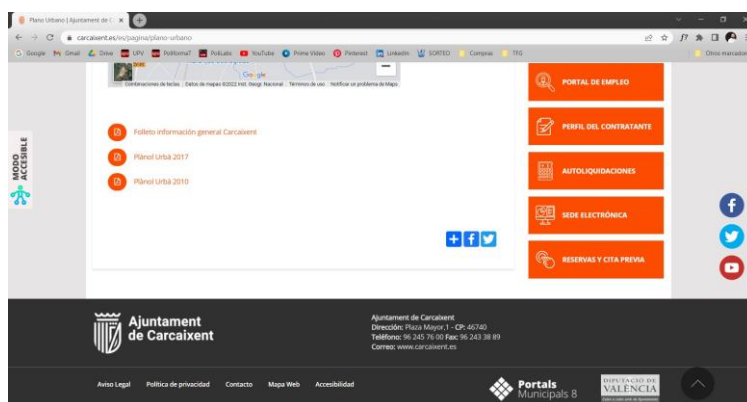 Plano Urbano | Ajuntament de C
carcaixent.es/es/pagina/plano-urbano
Google Gmail Drive UPV PoliformaT PoliLabs YouTube Prime Video Pinterest LinkedIn SORTEO Compras TFG Otros marcadores
Google
Combinaciones de teclas Datos de mapas ©2022 Inst. Geogr. Nacional Términos de uso Notificar un problema de Maps
PORTAL DE EMPLEO
Folleto información general Carcaixent
PERFIL DEL CONTRATANTE
Plànol Urbà 2017
AUTOLIQUIDACIONES
Plànol Urbà 2010
MODO
ACCESIBLE
SEDE ELECTRÓNICA
RESERVAS Y CITA PREVIA
Ajuntament
de Carcaixent
Ajuntament de Carcaixent
Dirección: Plaza Mayor,1 - CP: 46740
Teléfono: 96 245 76 00 Fax: 96 243 38 89
Correo: www.carcaixent.es
Aviso Legal Política de privacidad Contacto Mapa Web Accesibilidad
Portals
Municipals 8
DIPUTACIÓ DE
VALÈNCIA